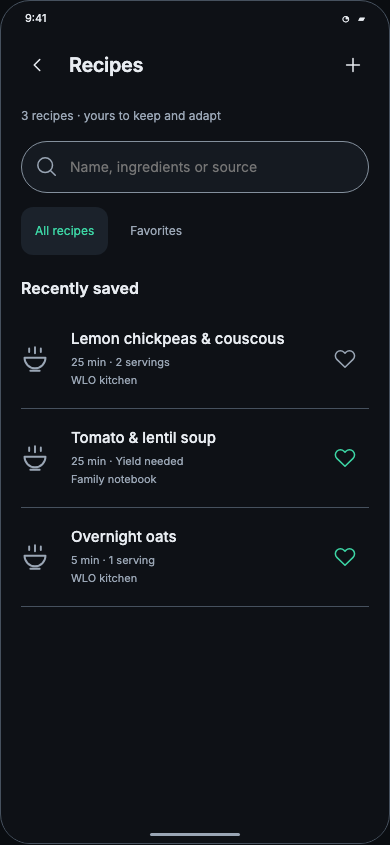 9:41
Recipes
3 recipes · yours to keep and adapt
Name, ingredients or source
All recipes
Favorites
Recently saved
Lemon chickpeas & couscous
25 min · 2 servings
WLO kitchen
Tomato & lentil soup
25 min · Yield needed
Family notebook
Overnight oats
5 min · 1 serving
WLO kitchen